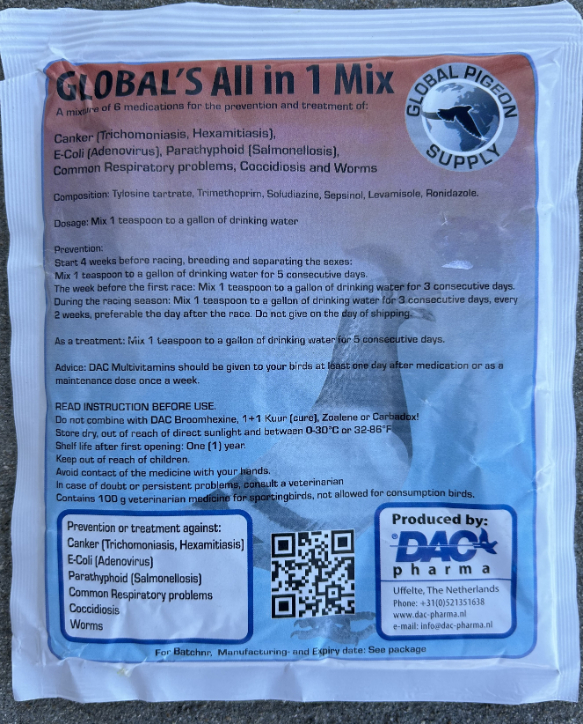 GLOBAL'S All in 1 Mix
A mixture of 6 medications for the prevention and treatment of:
GLOBAL PIGEON SUPPLY
Canker (Trichomoniasis, Hexamitiasis),
E-Coli (Adenovirus), Parathyphoid (Salmonellosis),
Common Respiratory problems, Coccidiosis and Worms
Composition: Tylosine tartrate, Trimethoprim, Soludiazine, Sepsinol, Levamisole, Ronidazole.
Dosage: Mix 1 teaspoon to a gallon of drinking water
Prevention:
Start 4 weeks before racing, breeding and separating the sexes:
Mix 1 teaspoon to a gallon of drinking water for 5 consecutive days.
The week before the first race: Mix 1 teaspoon to a gallon of drinking water for 3 consecutive days.
During the racing season: Mix 1 teaspoon to a gallon of drinking water for 3 consecutive days, every
2 weeks, preferable the day after the race. Do not give on the day of shipping.
As a treatment: Mix 1 teaspoon to a gallon of drinking water for 5 consecutive days.
Advice: DAC Multivitamins should be given to your birds at least one day after medication or as a
maintenance dose once a week.
READ INSTRUCTION BEFORE USE.
Do not combine with DAC Broomhexine, 1+1 Kuur (cure), Zoalene or Carbadox!
Store dry, out of reach of direct sunlight and between 0-30°C or 32-86°F
Shelf life after first opening: One (1) year.
Keep out of reach of children.
Avoid contact of the medicine with your hands.
In case of doubt or persistent problems, consult a veterinarian
Contains 100 g veterinarian medicine for sportingbirds, not allowed for consumption birds.
Prevention or treatment against:
Canker (Trichomoniasis, Hexamitiasis)
E-Coli (Adenovirus)
Parathyphoid (Salmonellosis)
Common Respiratory problems
Coccidiosis
Worms
Produced by:
®DAC
pharma
Uffelte, The Netherlands
Phone: +31(0)521351638
www.dac-pharma.nl
e-mail: info@dac-pharma.nl
For Batchnr, Manufacturing- and Expiry date: See package